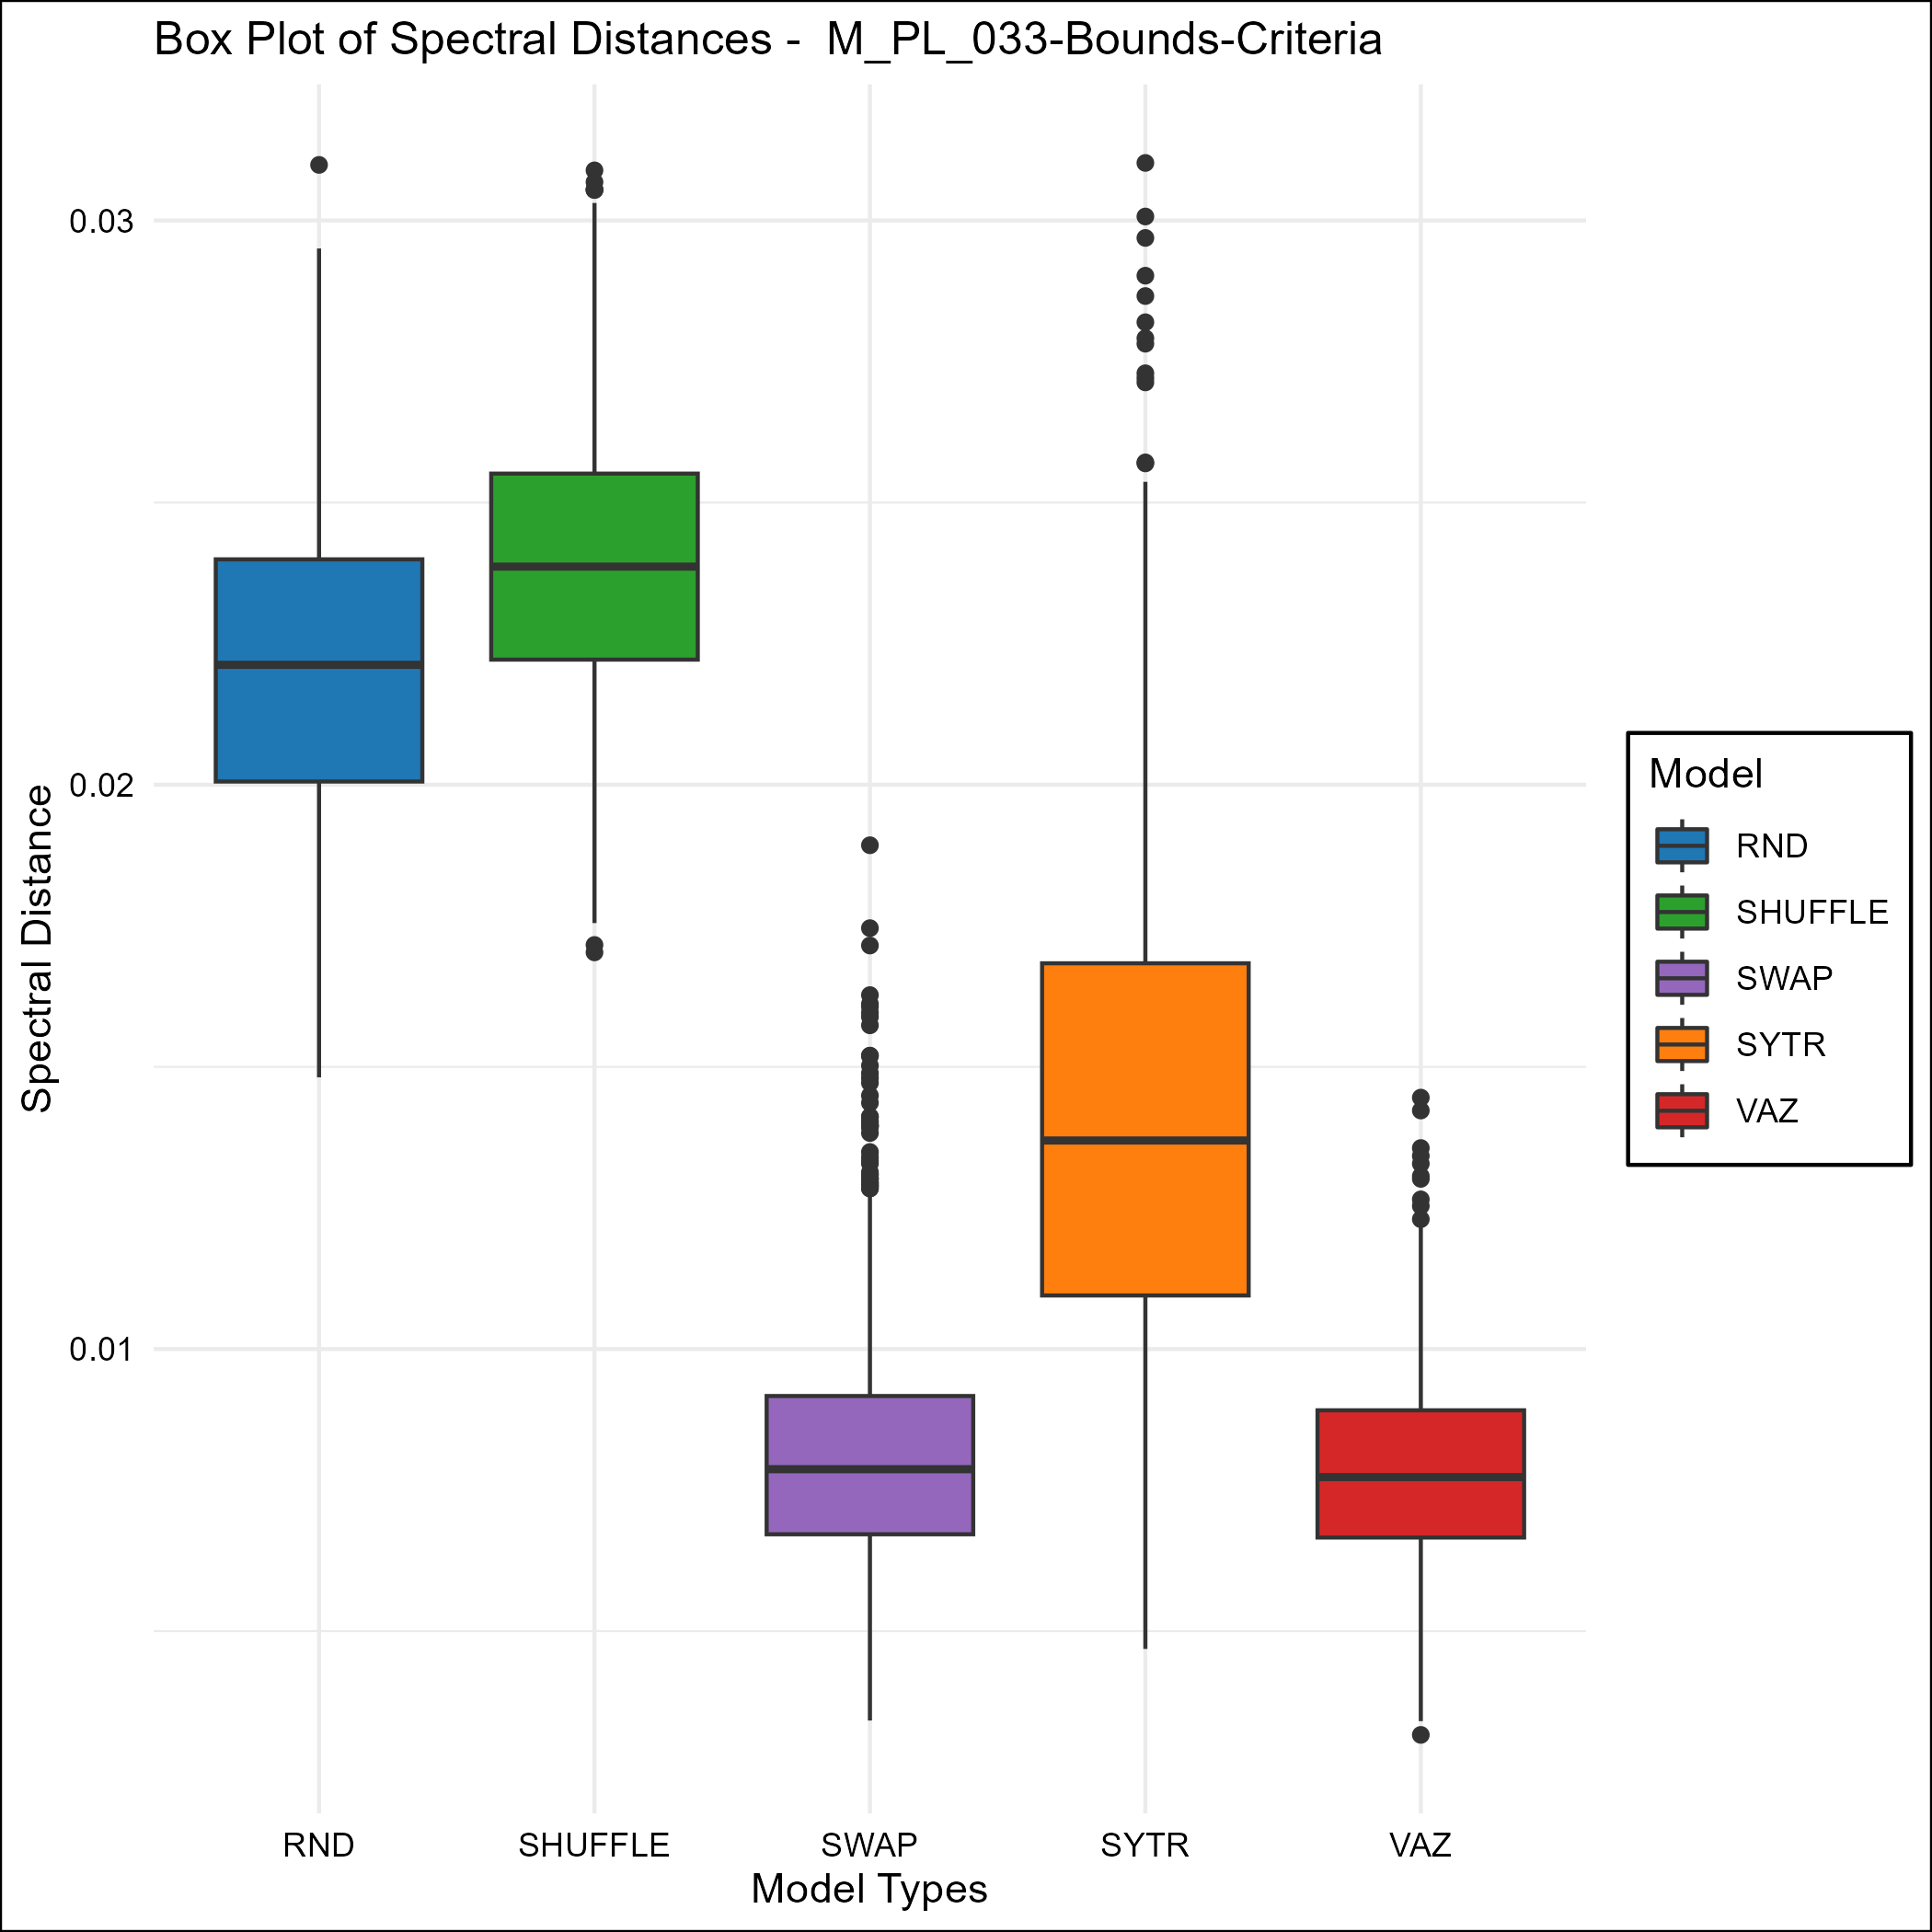 Box Plot of Spectral Distances -  M_PL_033-Bounds-Criteria
0.03
0.02
0.01
Spectral Distance
RND
SHUFFLE
SWAP
SYTR
VAZ
Model Types
Model
RND
SHUFFLE
SWAP
SYTR
VAZ